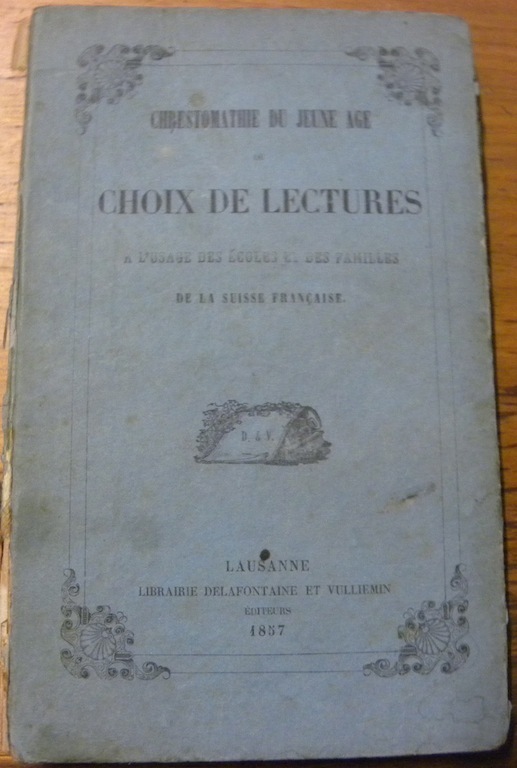 CHRESTOMATHIE DU JEUNE AGE
OU
CHOIX DE LECTURES
A L'USAGE DES ÉCOLES ET DES FAMILLES
DE LA SUISSE FRANÇAISE.
D. & V.
LAUSANNE
LIBRAIRIE DELAFONTAINE ET VULLIEMIN
ÉDITEURS
1857